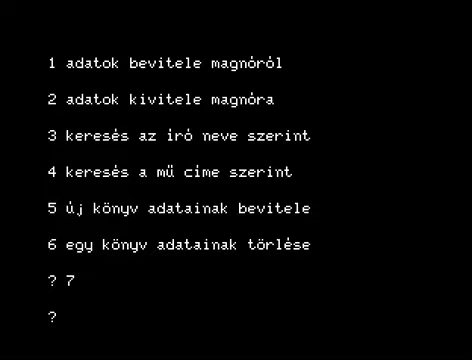 1 adatok bevitele magnóról
2 adatok kivitele magnóra
3 keresés az író neve szerint
4 keresés a mű címe szerint
5 új könyv adatainak bevitele
6 egy könyv adatainak törlése
? 7
?